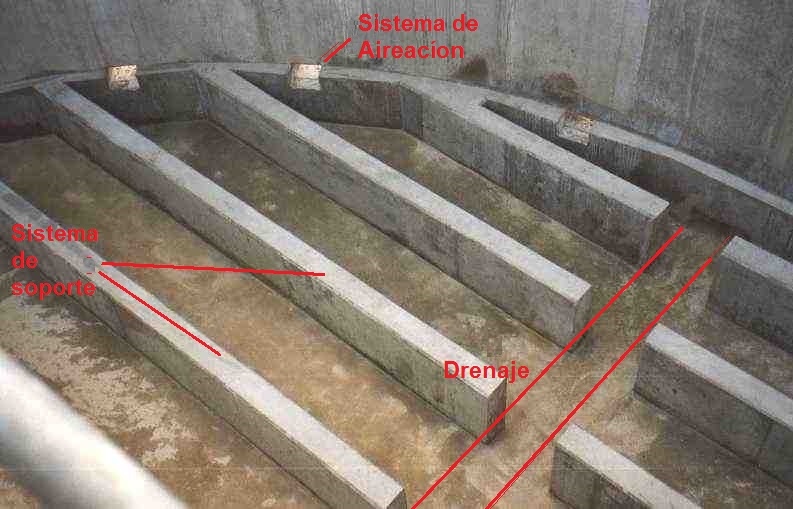 Sistema de
Aireacion
Sistema
de
soporte
Drenaje